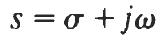 s = σ + jω